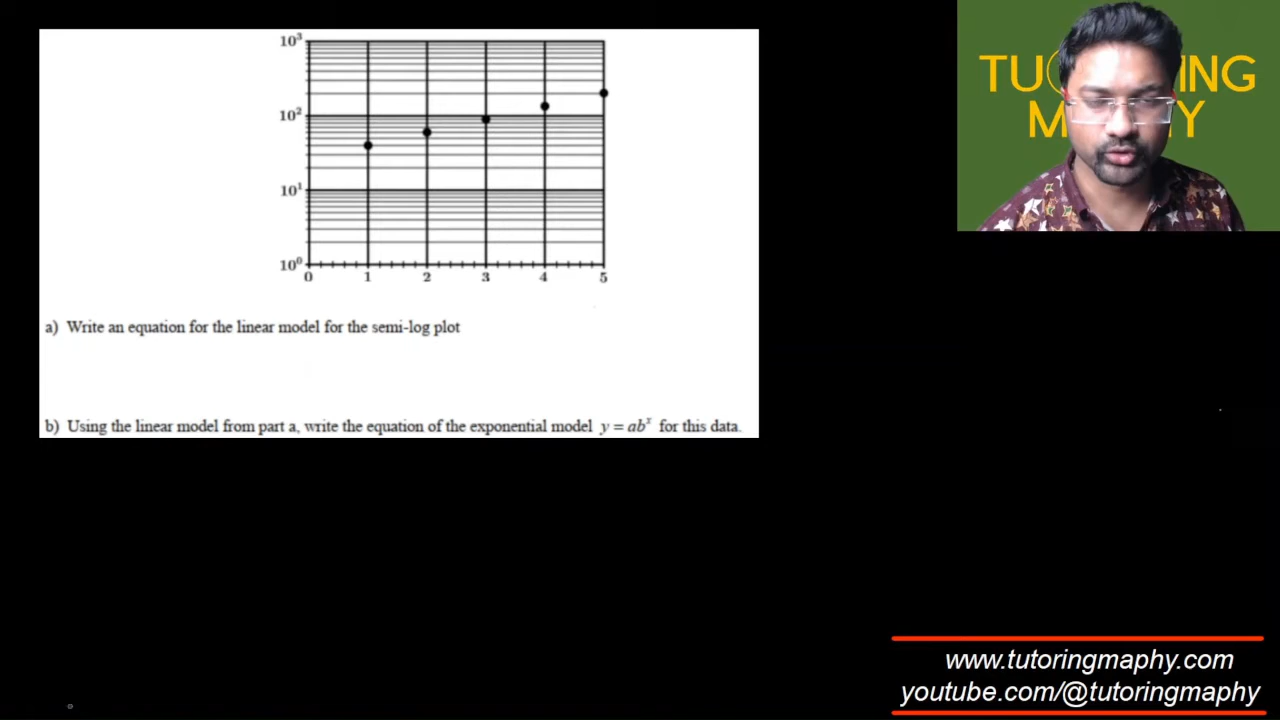 10³
10²
10¹
10⁰
0 1 2 3 4 5
a) Write an equation for the linear model for the semi-log plot
b) Using the linear model from part a, write the equation of the exponential model y = abˣ for this data.
www.tutoringmaphy.com
youtube.com/@tutoringmaphy